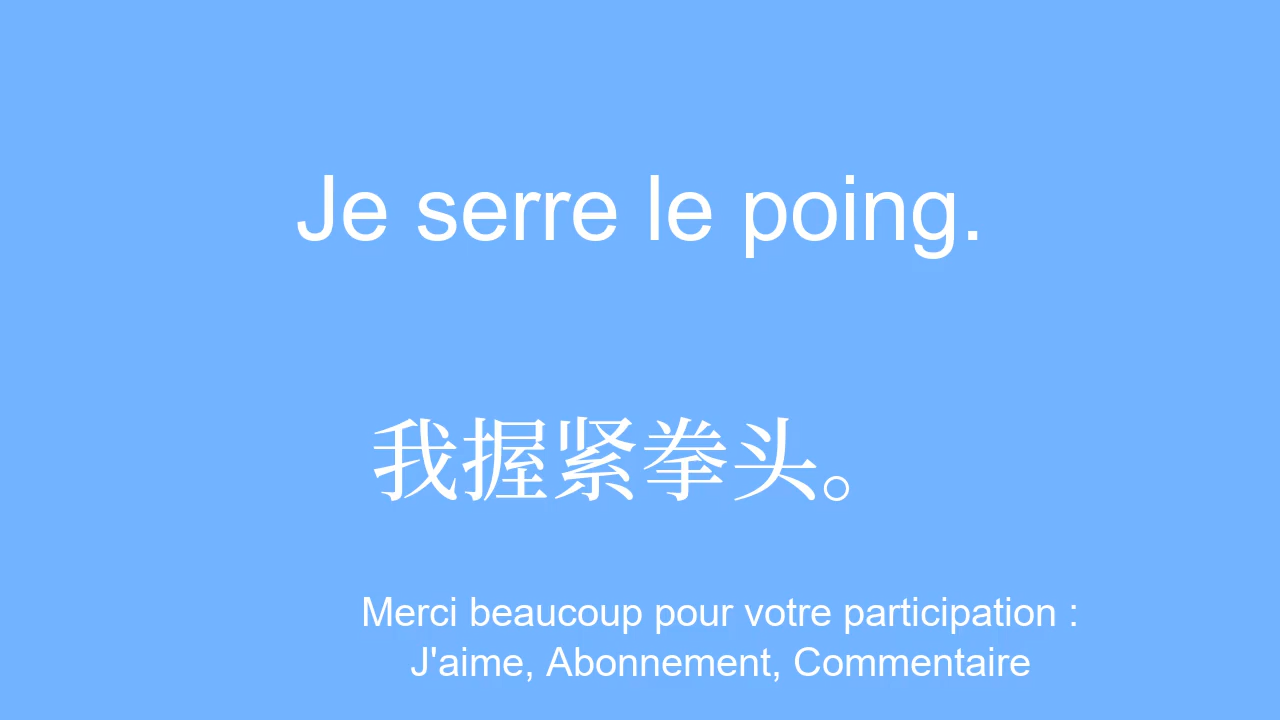 Je serre le poing.
我握紧拳头。
Merci beaucoup pour votre participation :
J'aime, Abonnement, Commentaire